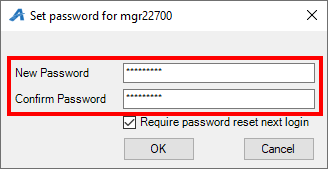 Set password for mgr22700
New Password *********
Confirm Password *********
Require password reset next login
OK Cancel